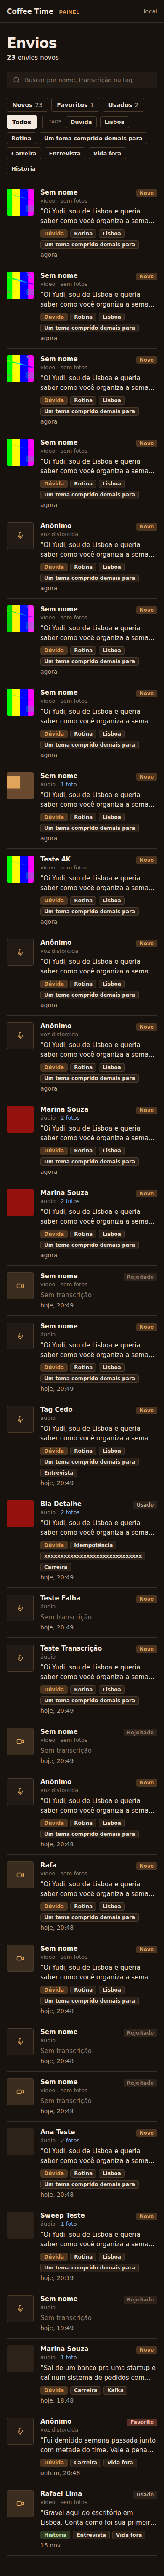 Coffee Time PAINEL local
Envios
23 envios novos
Buscar por nome, transcrição ou tag
Novos 23 Favoritos 1 Usados 2
Todos TAGS Dúvida Lisboa
Rotina Um tema comprido demais para
Carreira Entrevista Vida fora
História
Sem nome Novo
vídeo · sem fotos
“Oi Yudi, sou de Lisboa e queria
saber como você organiza a sema…
Dúvida Rotina Lisboa
Um tema comprido demais para
agora
Sem nome Novo
vídeo · sem fotos
“Oi Yudi, sou de Lisboa e queria
saber como você organiza a sema…
Dúvida Rotina Lisboa
Um tema comprido demais para
agora
Sem nome Novo
vídeo · sem fotos
“Oi Yudi, sou de Lisboa e queria
saber como você organiza a sema…
Dúvida Rotina Lisboa
Um tema comprido demais para
agora
Sem nome Novo
vídeo · sem fotos
“Oi Yudi, sou de Lisboa e queria
saber como você organiza a sema…
Dúvida Rotina Lisboa
Um tema comprido demais para
agora
Anônimo Novo
voz distorcida
“Oi Yudi, sou de Lisboa e queria
saber como você organiza a sema…
Dúvida Rotina Lisboa
Um tema comprido demais para
agora
Sem nome Novo
vídeo · sem fotos
“Oi Yudi, sou de Lisboa e queria
saber como você organiza a sema…
Dúvida Rotina Lisboa
Um tema comprido demais para
agora
Sem nome Novo
vídeo · sem fotos
“Oi Yudi, sou de Lisboa e queria
saber como você organiza a sema…
Dúvida Rotina Lisboa
Um tema comprido demais para
agora
Sem nome Novo
áudio · 1 foto
“Oi Yudi, sou de Lisboa e queria
saber como você organiza a sema…
Dúvida Rotina Lisboa
Um tema comprido demais para
agora
Teste 4K Novo
vídeo · sem fotos
“Oi Yudi, sou de Lisboa e queria
saber como você organiza a sema…
Dúvida Rotina Lisboa
Um tema comprido demais para
agora
Anônimo Novo
voz distorcida
“Oi Yudi, sou de Lisboa e queria
saber como você organiza a sema…
Dúvida Rotina Lisboa
Um tema comprido demais para
agora
Anônimo Novo
voz distorcida
“Oi Yudi, sou de Lisboa e queria
saber como você organiza a sema…
Dúvida Rotina Lisboa
Um tema comprido demais para
agora
Marina Souza Novo
áudio · 2 fotos
“Oi Yudi, sou de Lisboa e queria
saber como você organiza a sema…
Dúvida Rotina Lisboa
Um tema comprido demais para
agora
Marina Souza Novo
áudio · 2 fotos
“Oi Yudi, sou de Lisboa e queria
saber como você organiza a sema…
Dúvida Rotina Lisboa
Um tema comprido demais para
agora
Sem nome Rejeitado
vídeo · sem fotos
Sem transcrição
hoje, 20:49
Sem nome Novo
áudio
“Oi Yudi, sou de Lisboa e queria
saber como você organiza a sema…
Dúvida Rotina Lisboa
Um tema comprido demais para
hoje, 20:49
Tag Cedo Novo
áudio
“Oi Yudi, sou de Lisboa e queria
saber como você organiza a sema…
Dúvida Rotina Lisboa
Um tema comprido demais para
Entrevista
hoje, 20:49
Bia Detalhe Usado
áudio · 2 fotos
“Oi Yudi, sou de Lisboa e queria
saber como você organiza a sema…
Dúvida Idempotência
xxxxxxxxxxxxxxxxxxxxxxxxxxxxxx
Carreira
hoje, 20:49
Teste Falha Novo
áudio
Sem transcrição
hoje, 20:49
Teste Transcrição Novo
áudio
“Oi Yudi, sou de Lisboa e queria
saber como você organiza a sema…
Dúvida Rotina Lisboa
Um tema comprido demais para
hoje, 20:49
Sem nome Rejeitado
vídeo · sem fotos
Sem transcrição
hoje, 20:49
Anônimo Novo
voz distorcida
“Oi Yudi, sou de Lisboa e queria
saber como você organiza a sema…
Dúvida Rotina Lisboa
Um tema comprido demais para
hoje, 20:48
Rafa Novo
vídeo · sem fotos
“Oi Yudi, sou de Lisboa e queria
saber como você organiza a sema…
Dúvida Rotina Lisboa
Um tema comprido demais para
hoje, 20:48
Sem nome Novo
vídeo · sem fotos
“Oi Yudi, sou de Lisboa e queria
saber como você organiza a sema…
Dúvida Rotina Lisboa
Um tema comprido demais para
hoje, 20:48
Sem nome Rejeitado
áudio
Sem transcrição
hoje, 20:48
Sem nome Rejeitado
vídeo · sem fotos
Sem transcrição
hoje, 20:48
Ana Teste Novo
áudio · 2 fotos
“Oi Yudi, sou de Lisboa e queria
saber como você organiza a sema…
Dúvida Rotina Lisboa
Um tema comprido demais para
hoje, 20:48
Sweep Teste Novo
áudio · 1 foto
“Oi Yudi, sou de Lisboa e queria
saber como você organiza a sema…
Dúvida Rotina Lisboa
Um tema comprido demais para
hoje, 20:19
Sem nome Rejeitado
áudio
Sem transcrição
hoje, 19:49
Marina Souza Novo
áudio · 1 foto
“Saí de um banco pra uma startup e
caí num sistema de pedidos com…
Dúvida Carreira Kafka
hoje, 18:48
Anônimo Favorito
voz distorcida
“Fui demitido semana passada junto
com metade do time. Vale a pena…
Dúvida Carreira Vida fora
ontem, 20:48
Rafael Lima Usado
vídeo · sem fotos
“Gravei aqui do escritório em
Lisboa. Conta como foi sua primeir…
História Entrevista Vida fora
15 nov